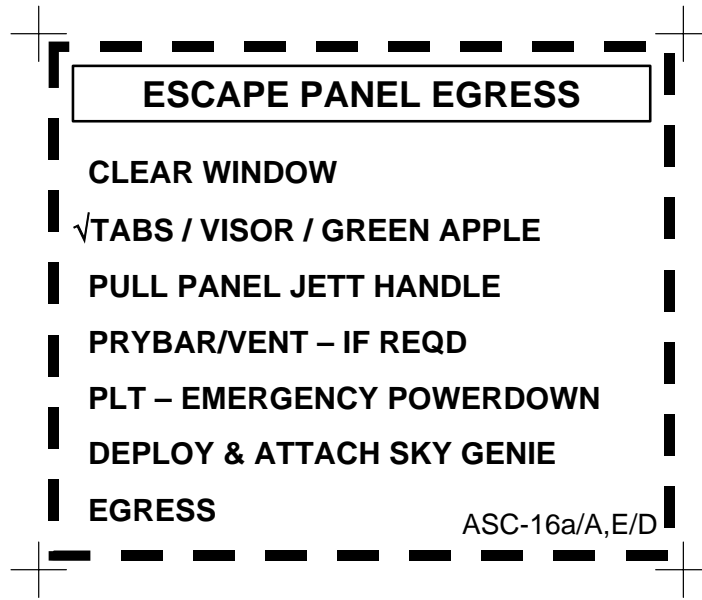 ESCAPE PANEL EGRESS
CLEAR WINDOW
√TABS / VISOR / GREEN APPLE
PULL PANEL JETT HANDLE
PRYBAR/VENT – IF REQD
PLT – EMERGENCY POWERDOWN
DEPLOY & ATTACH SKY GENIE
EGRESS
ASC-16a/A,E/D